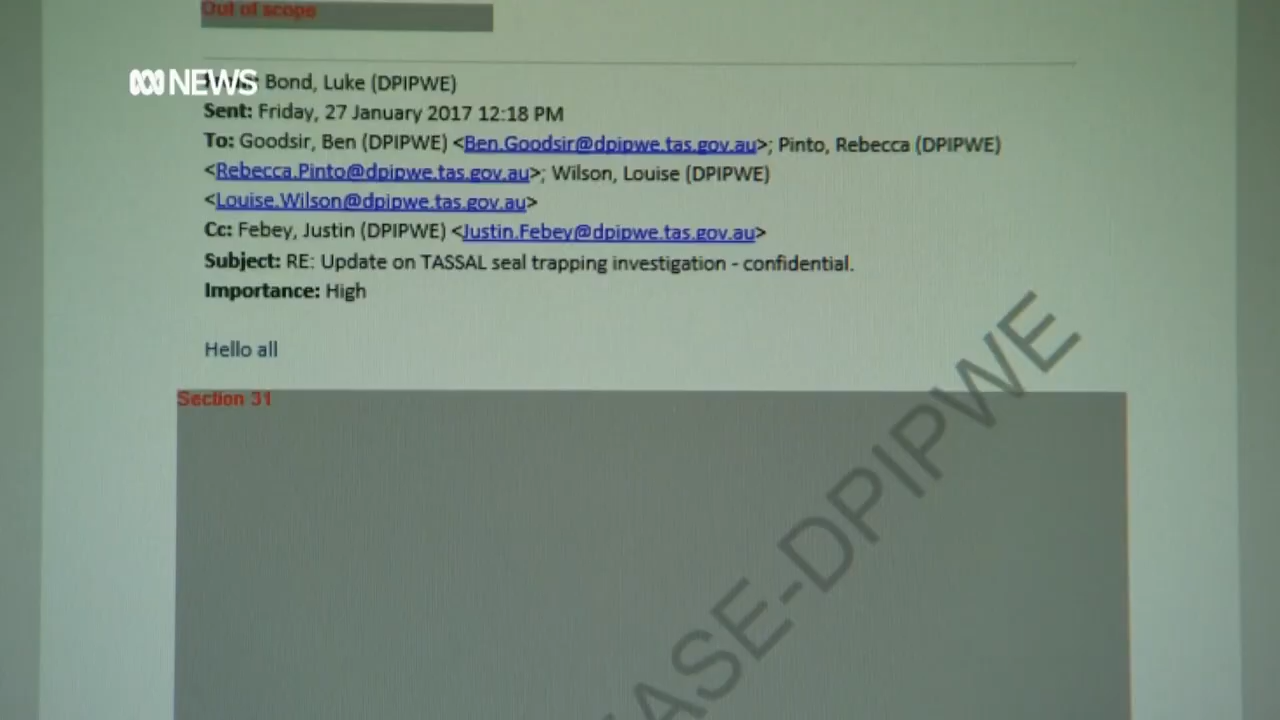 Out of scope
ABC NEWS
Bond, Luke (DPIPWE)
Sent: Friday, 27 January 2017 12:18 PM
To: Goodsir, Ben (DPIPWE) <Ben.Goodsir@dpipwe.tas.gov.au>; Pinto, Rebecca (DPIPWE)
<Rebecca.Pinto@dpipwe.tas.gov.au>; Wilson, Louise (DPIPWE)
<Louise.Wilson@dpipwe.tas.gov.au>
Cc: Febey, Justin (DPIPWE) <Justin.Febey@dpipwe.tas.gov.au>
Subject: RE: Update on TASSAL seal trapping investigation - confidential.
Importance: High
Hello all
Section 31
ASE-DPIPWE